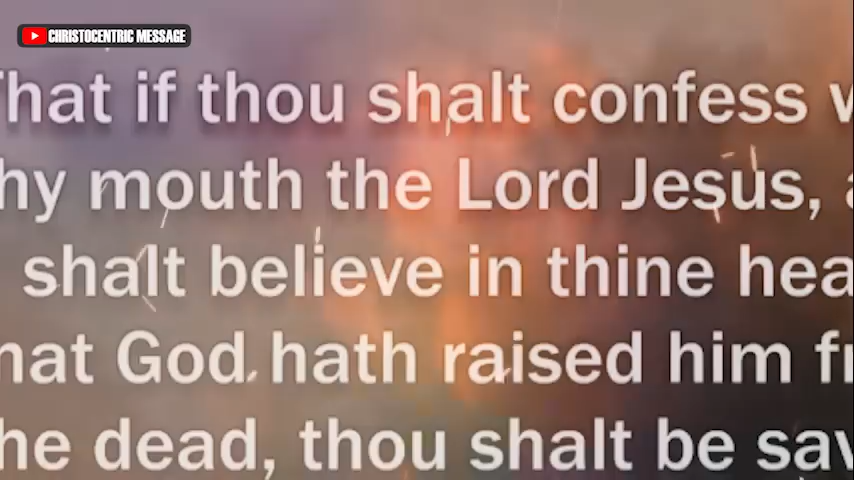 CHRISTOCENTRIC MESSAGE
That if thou shalt confess w
hy mouth the Lord Jesus, a
shalt believe in thine hea
hat God hath raised him fr
he dead, thou shalt be sav